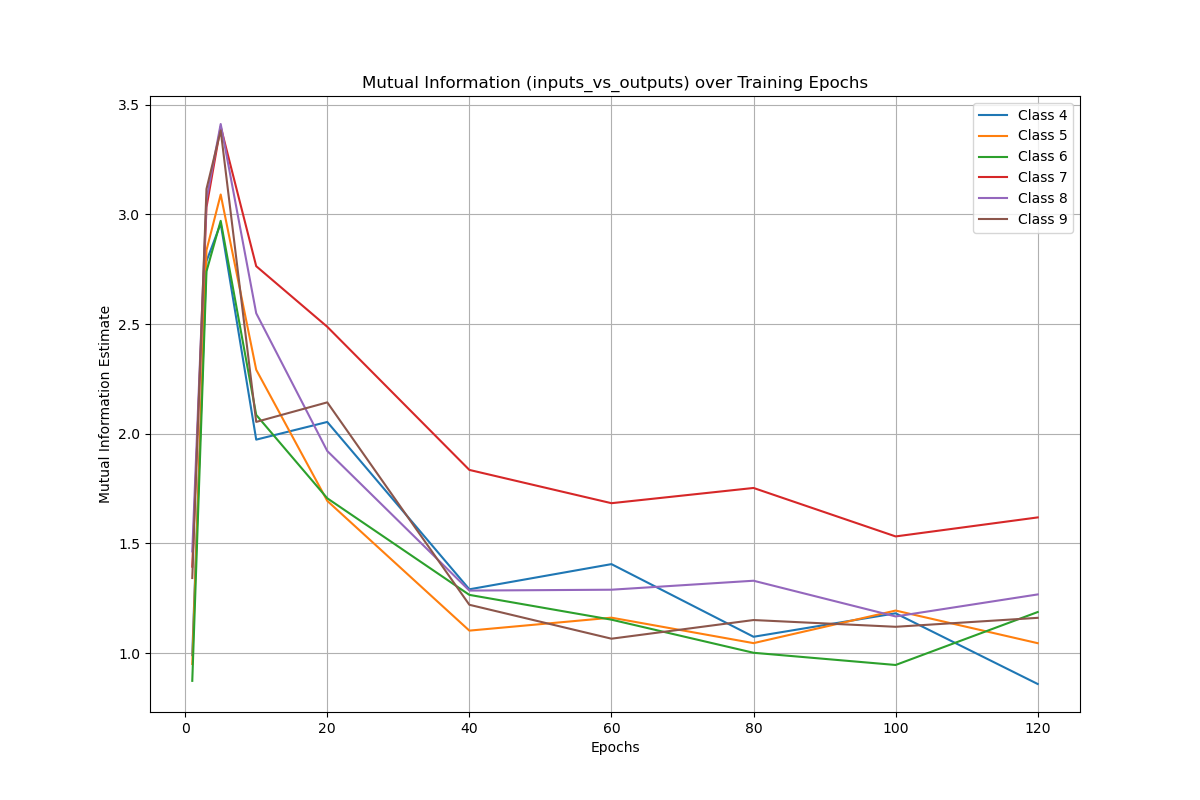 Mutual Information (inputs_vs_outputs) over Training Epochs
3.5
3.0
2.5
2.0
1.5
1.0
Mutual Information Estimate
Class 4
Class 5
Class 6
Class 7
Class 8
Class 9
0 20 40 60 80 100 120
Epochs